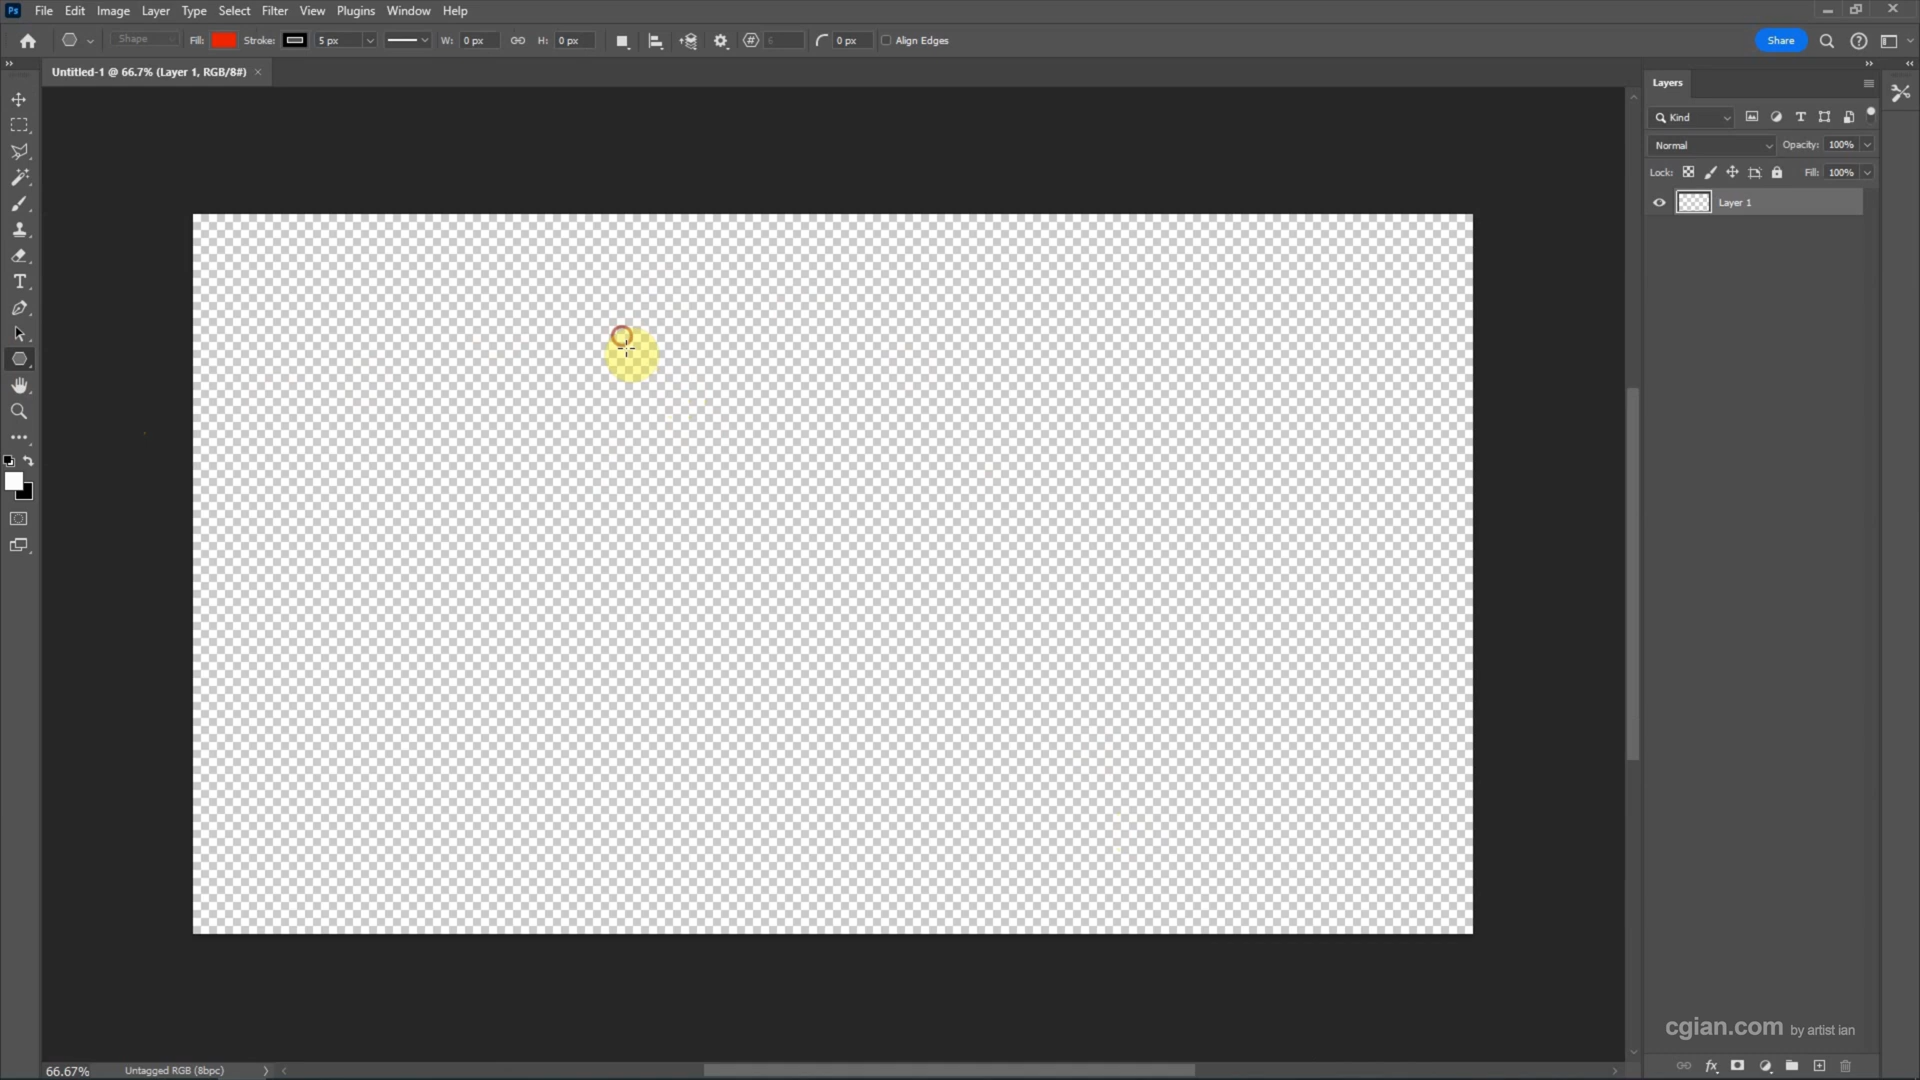 Ps File Edit Image Layer Type Select Filter View Plugins Window Help
Shape Fill: Stroke: 5 px W: 0 px H: 0 px 6 0 px Align Edges Share
Untitled-1 @ 66.7% (Layer 1, RGB/8#)
Layers
Kind
Normal Opacity: 100%
Lock: Fill: 100%
Layer 1
cgian.com by artist ian
66.67% Untagged RGB (8bpc)